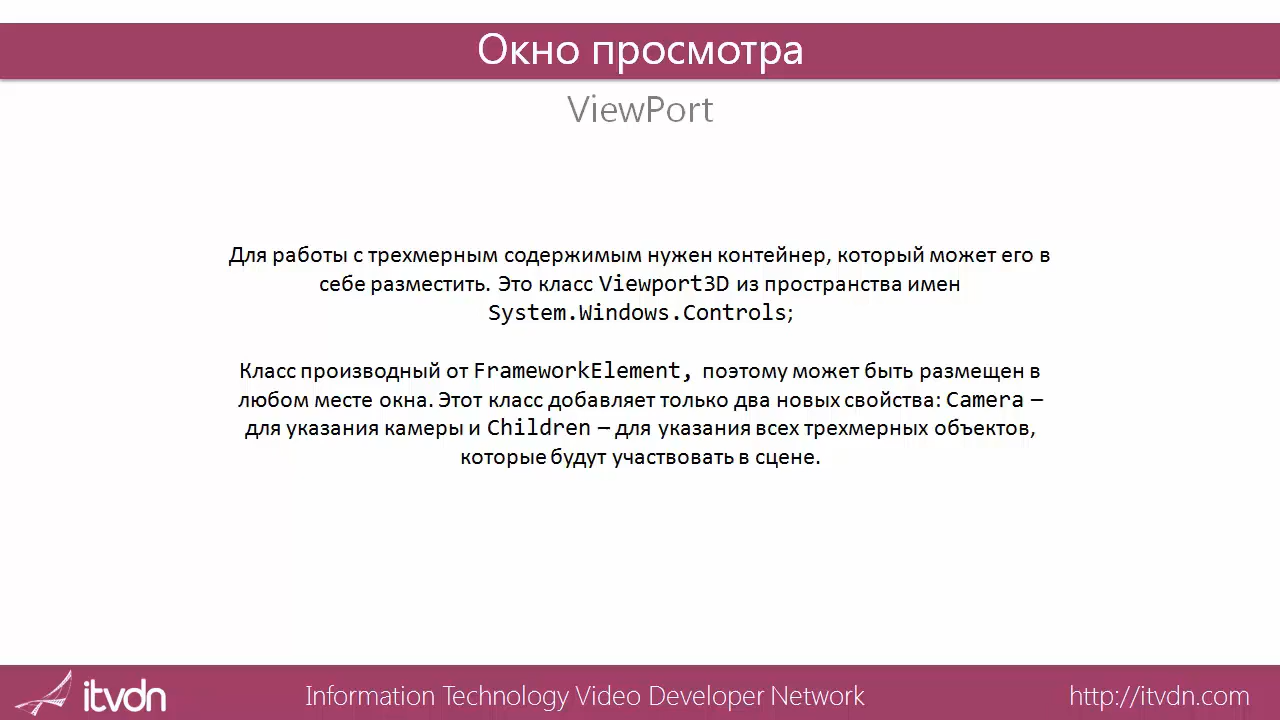 Окно просмотра
ViewPort
Для работы с трехмерным содержимым нужен контейнер, который может его в
себе разместить. Это класс Viewport3D из пространства имен
System.Windows.Controls;
Класс производный от FrameworkElement, поэтому может быть размещен в
любом месте окна. Этот класс добавляет только два новых свойства: Camera –
для указания камеры и Children – для указания всех трехмерных объектов,
которые будут участвовать в сцене.
itvdn
Information Technology Video Developer Network
http://itvdn.com